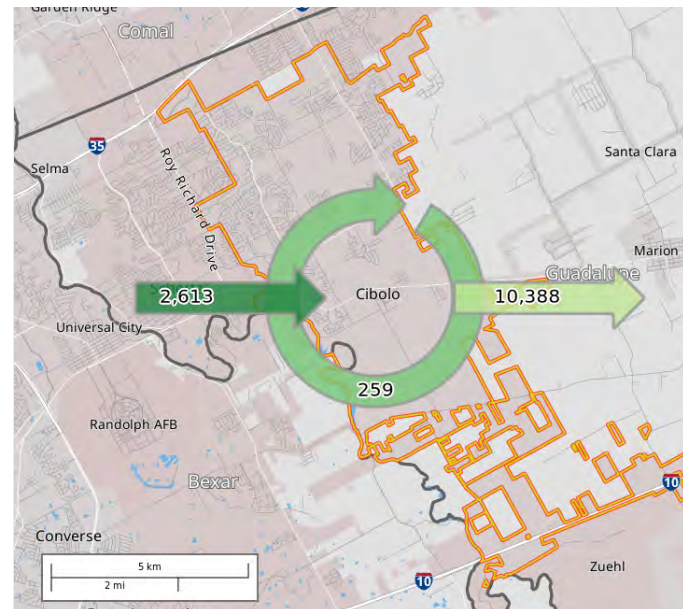 Garden Ridge
Comal
35
Selma
Roy Richard Drive
Santa Clara
Marion
Guadalupe
2,613
Cibolo
10,388
Universal City
259
Randolph AFB
Bexar
10
Converse
5 km
2 mi
10
Zuehl